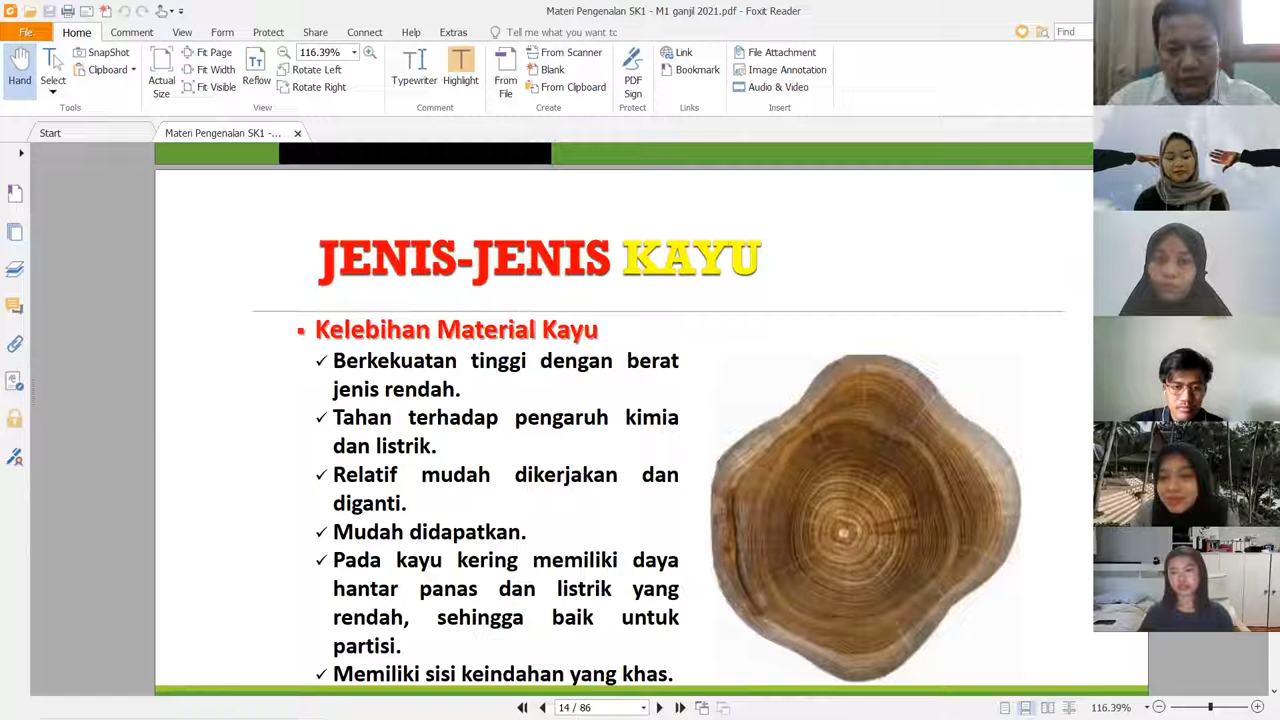 Materi Pengenalan SK1 - M1 ganjil 2021.pdf - Foxit Reader
File Home Comment View Form Protect Share Connect Help Extras Tell me what you want tc Find
Hand
Select
SnapShot
Clipboard
Tools
Actual Size
Fit Page
Fit Width
Fit Visible
Reflow
116.39%
Rotate Left
Rotate Right
View
Typewriter
Highlight
Comment
From File
From Scanner
Blank
From Clipboard
Create
PDF Sign
Protect
Link
Bookmark
Links
File Attachment
Image Annotation
Audio & Video
Insert
Start
Materi Pengenalan SK1 -...
JENIS-JENIS KAYU
Kelebihan Material Kayu
✓ Berkekuatan tinggi dengan berat
jenis rendah.
✓ Tahan terhadap pengaruh kimia
dan listrik.
✓ Relatif mudah dikerjakan dan
diganti.
✓ Mudah didapatkan.
✓ Pada kayu kering memiliki daya
hantar panas dan listrik yang
rendah, sehingga baik untuk
partisi.
✓ Memiliki sisi keindahan yang khas.
14 / 86
116.39%